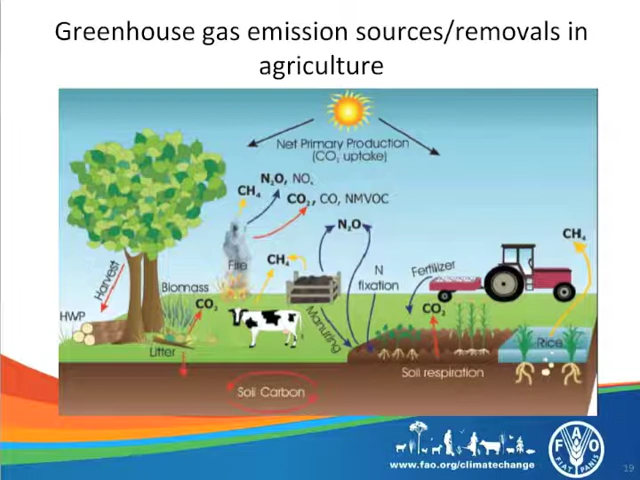 Greenhouse gas emission sources/removals in
agriculture
Net Primary Production
(CO₂ uptake)
N₂O, NOₓ
CH₄
CO₂, CO, NMVOC
N₂O
CH₄
Harvest
Fire
CH₄
N
fixation
Fertilizer
Biomass
CO₂
CO₂
HWP
Manuring
Litter
Rice
Soil respiration
Soil Carbon
F A O
FIAT PANIS
www.fao.org/climatechange
19